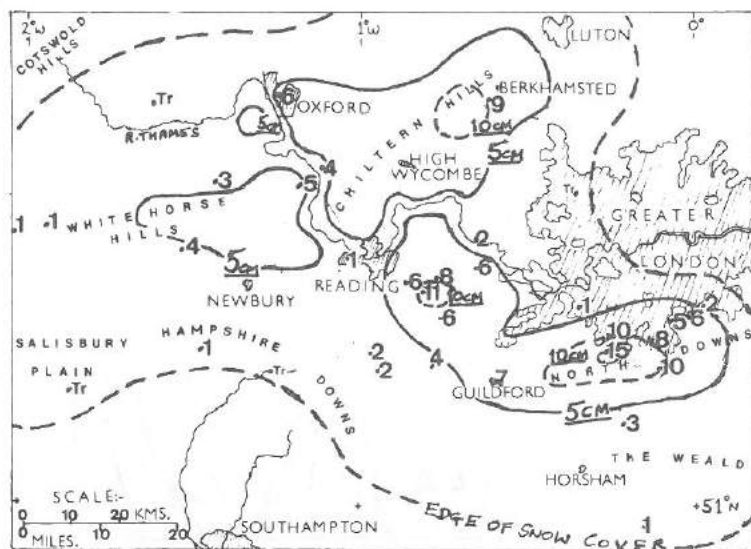 2°W
1°W
0°
COTSWOLD
HILLS
LUTON
Tr
6
OXFORD
BERKHAMSTED
9
10CM
5CM
R.THAMES
CHILTERN HILLS
5CM
4
HIGH
WYCOMBE
Tr
3
5
GREATER
1
1
WHITE HORSE
HILLS
2
LONDON
4
1
6
5CM
READING
6
8
11
10CM
NEWBURY
6
1
2
5
6
SALISBURY
HAMPSHIRE
10
8
DOWNS
1
10CM
15
PLAIN
2
NORTH
10
Tr
Tr
2
4
7
DOWNS
GUILDFORD
5CM
3
THE WEALD
HORSHAM
SCALE:-
+51°N
0 10 20 KMS.
10 20
MILES.
SOUTHAMPTON
EDGE OF SNOW COVER
1